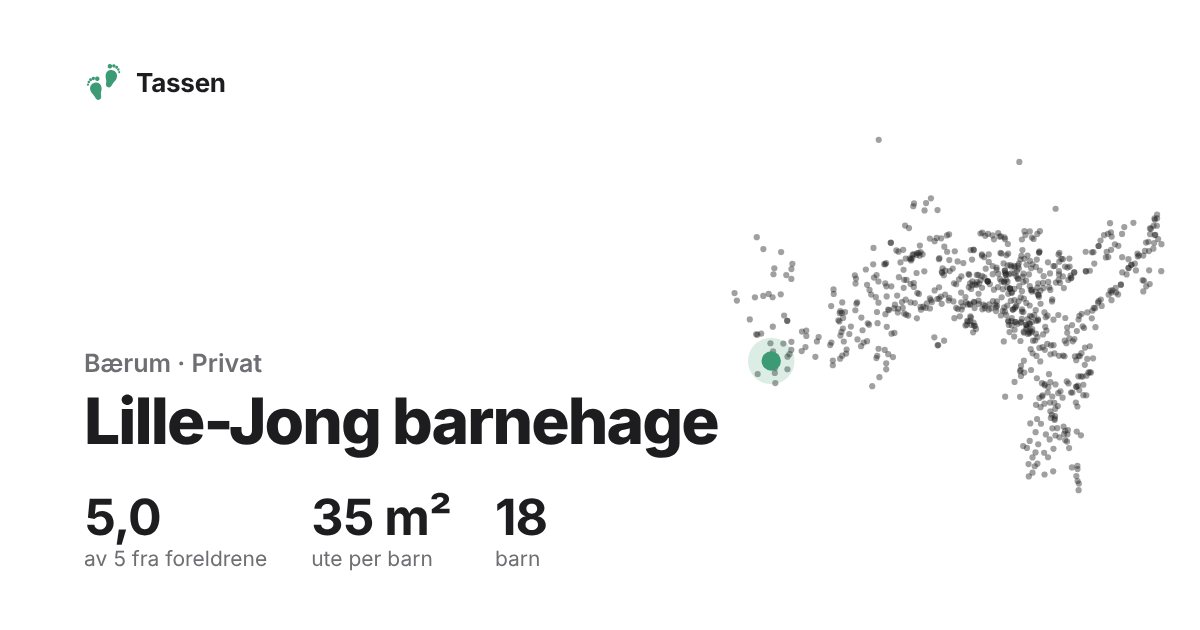 Tassen
Bærum · Privat
Lille-Jong barnehage
5,0
av 5 fra foreldrene
35 m²
ute per barn
18
barn